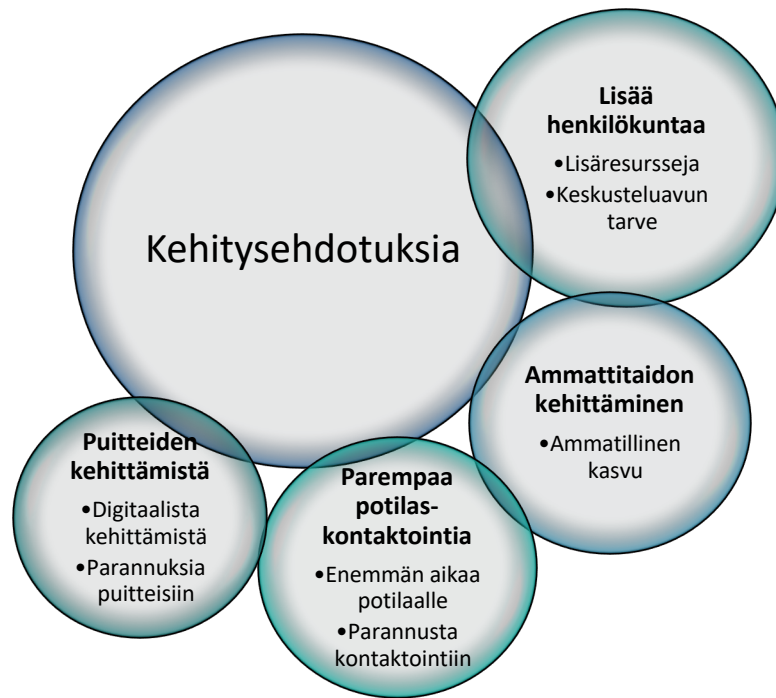 Kehitysehdotuksia
Lisää
henkilökuntaa
•Lisäresursseja
•Keskusteluavun
tarve
Ammattitaidon
kehittäminen
•Ammatillinen
kasvu
Parempaa
potilas-
kontaktointia
•Enemmän aikaa
potilaalle
•Parannusta
kontaktointiin
Puitteiden
kehittämistä
•Digitaalista
kehittämistä
•Parannuksia
puitteisiin